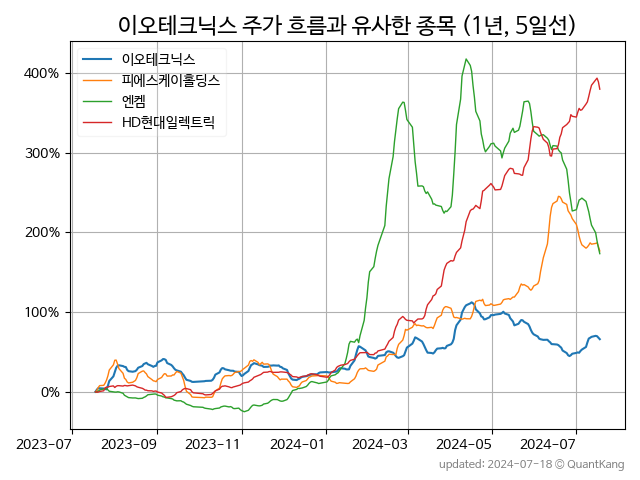 이오테크닉스 주가 흐름과 유사한 종목 (1년, 5일선)
이오테크닉스
피에스케이홀딩스
엔켐
HD현대일렉트릭
400%
300%
200%
100%
0%
2023-07 2023-09 2023-11 2024-01 2024-03 2024-05 2024-07
updated: 2024-07-18 © QuantKang